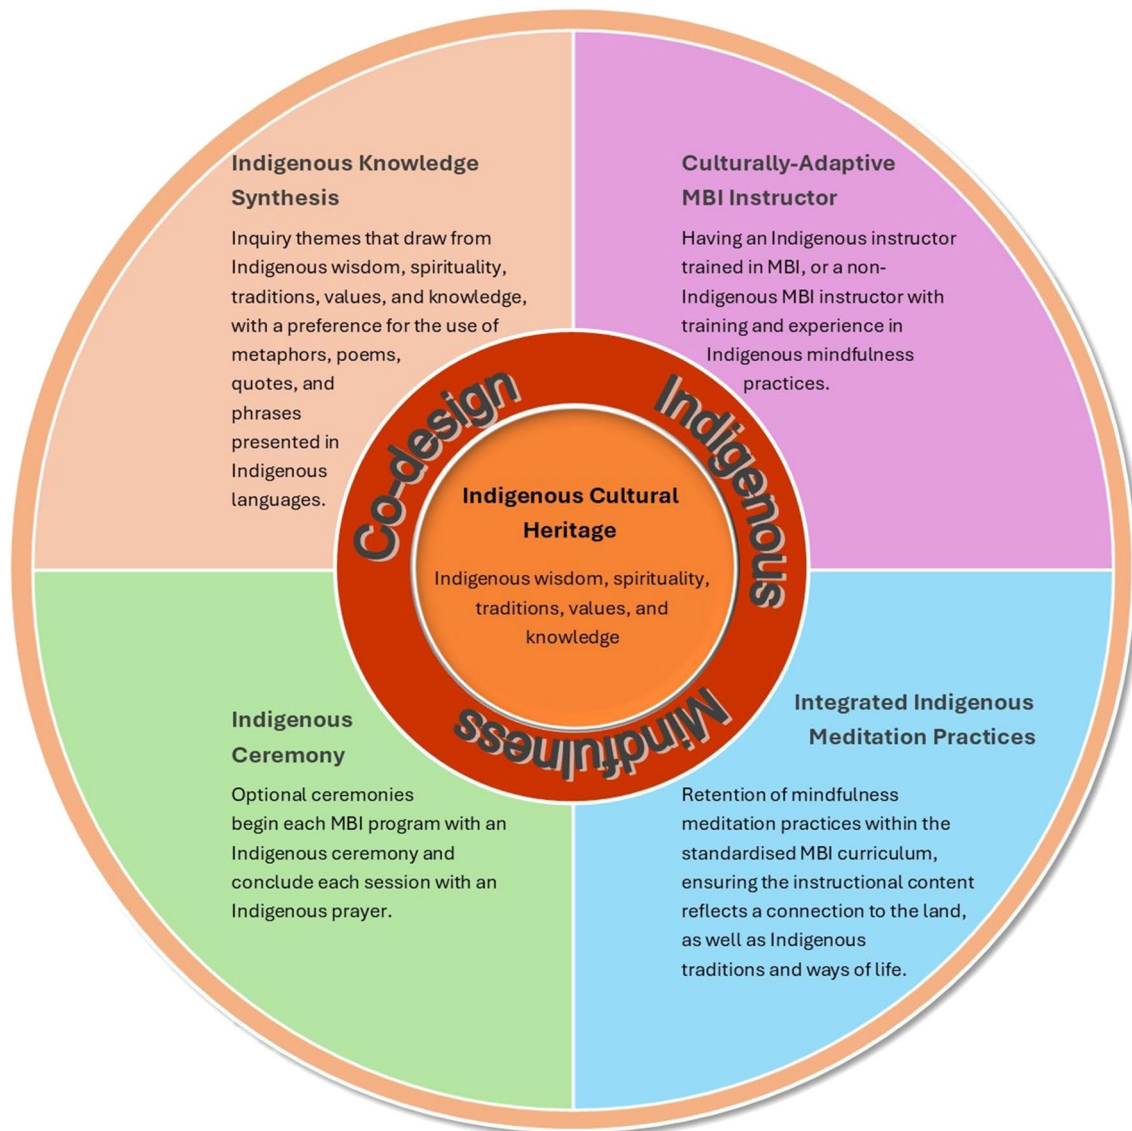 Indigenous Knowledge
Synthesis
Inquiry themes that draw from
Indigenous wisdom, spirituality,
traditions, values, and knowledge,
with a preference for the use of
metaphors, poems,
quotes, and
phrases
presented in
Indigenous
languages.
Culturally-Adaptive
MBI Instructor
Having an Indigenous instructor
trained in MBI, or a non-
Indigenous MBI instructor with
training and experience in
Indigenous mindfulness
practices.
Co-design
Indigenous
Mindfulness
Indigenous Cultural
Heritage
Indigenous wisdom, spirituality,
traditions, values, and
knowledge
Indigenous
Ceremony
Optional ceremonies
begin each MBI program with an
Indigenous ceremony and
conclude each session with an
Indigenous prayer.
Integrated Indigenous
Meditation Practices
Retention of mindfulness
meditation practices within the
standardised MBI curriculum,
ensuring the instructional content
reflects a connection to the land,
as well as Indigenous
traditions and ways of life.